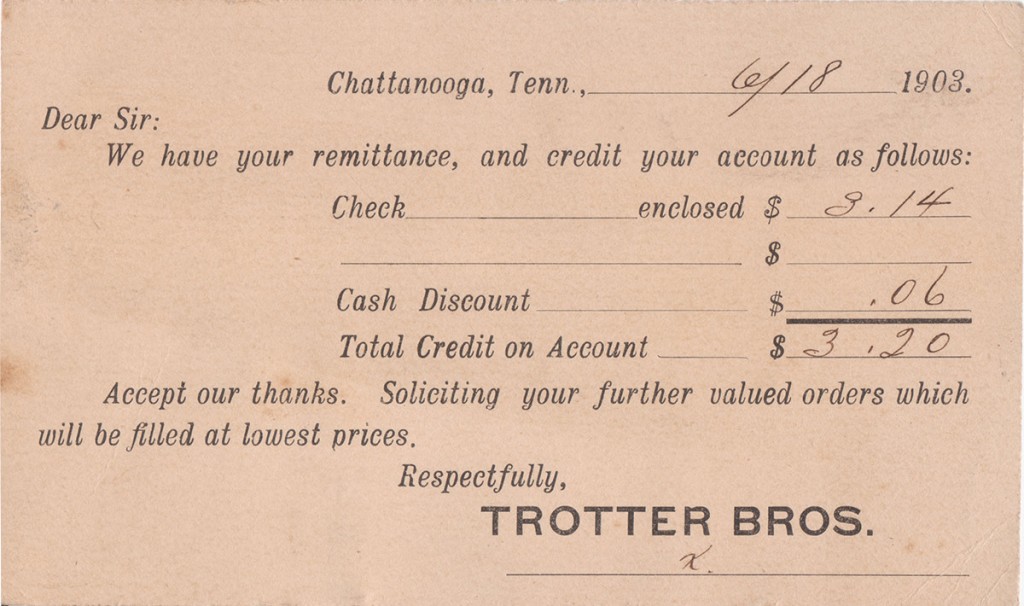 Chattanooga, Tenn., 6/18 1903.
Dear Sir:
We have your remittance, and credit your account as follows:
Check enclosed $ 3.14
$
Cash Discount $ .06
Total Credit on Account $ 3.20
Accept our thanks. Soliciting your further valued orders which
will be filled at lowest prices.
Respectfully,
TROTTER BROS.
x.